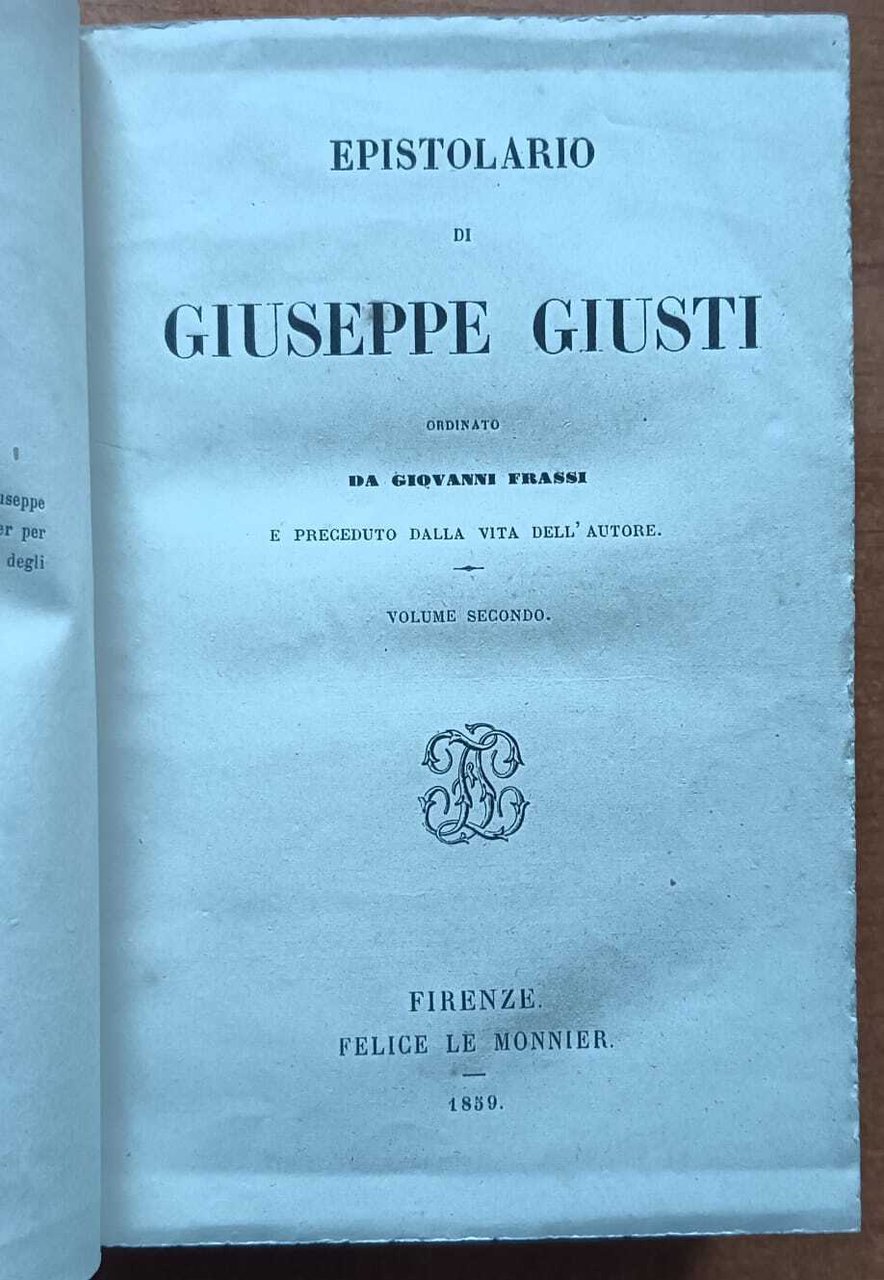 useppe
er per
degli
EPISTOLARIO
DI
GIUSEPPE GIUSTI
ORDINATO
DA GIOVANNI FRASSI
E PRECEDUTO DALLA VITA DELL' AUTORE.
VOLUME SECONDO.
FIRENZE.
FELICE LE MONNIER.
1859.